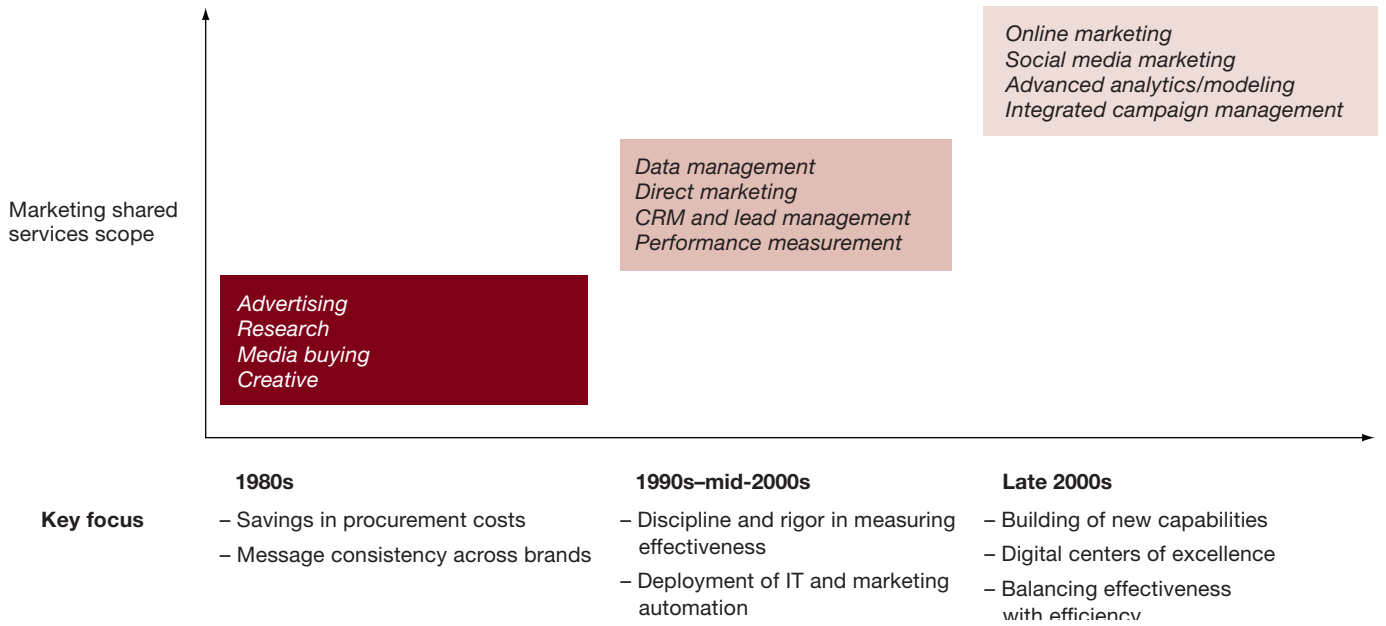 Online marketing
Social media marketing
Advanced analytics/modeling
Integrated campaign management
Data management
Direct marketing
CRM and lead management
Performance measurement
Marketing shared
services scope
Advertising
Research
Media buying
Creative
1980s
1990s–mid-2000s
Late 2000s
Key focus
– Savings in procurement costs
– Message consistency across brands
– Discipline and rigor in measuring
effectiveness
– Deployment of IT and marketing
automation
– Building of new capabilities
– Digital centers of excellence
– Balancing effectiveness
with efficiency